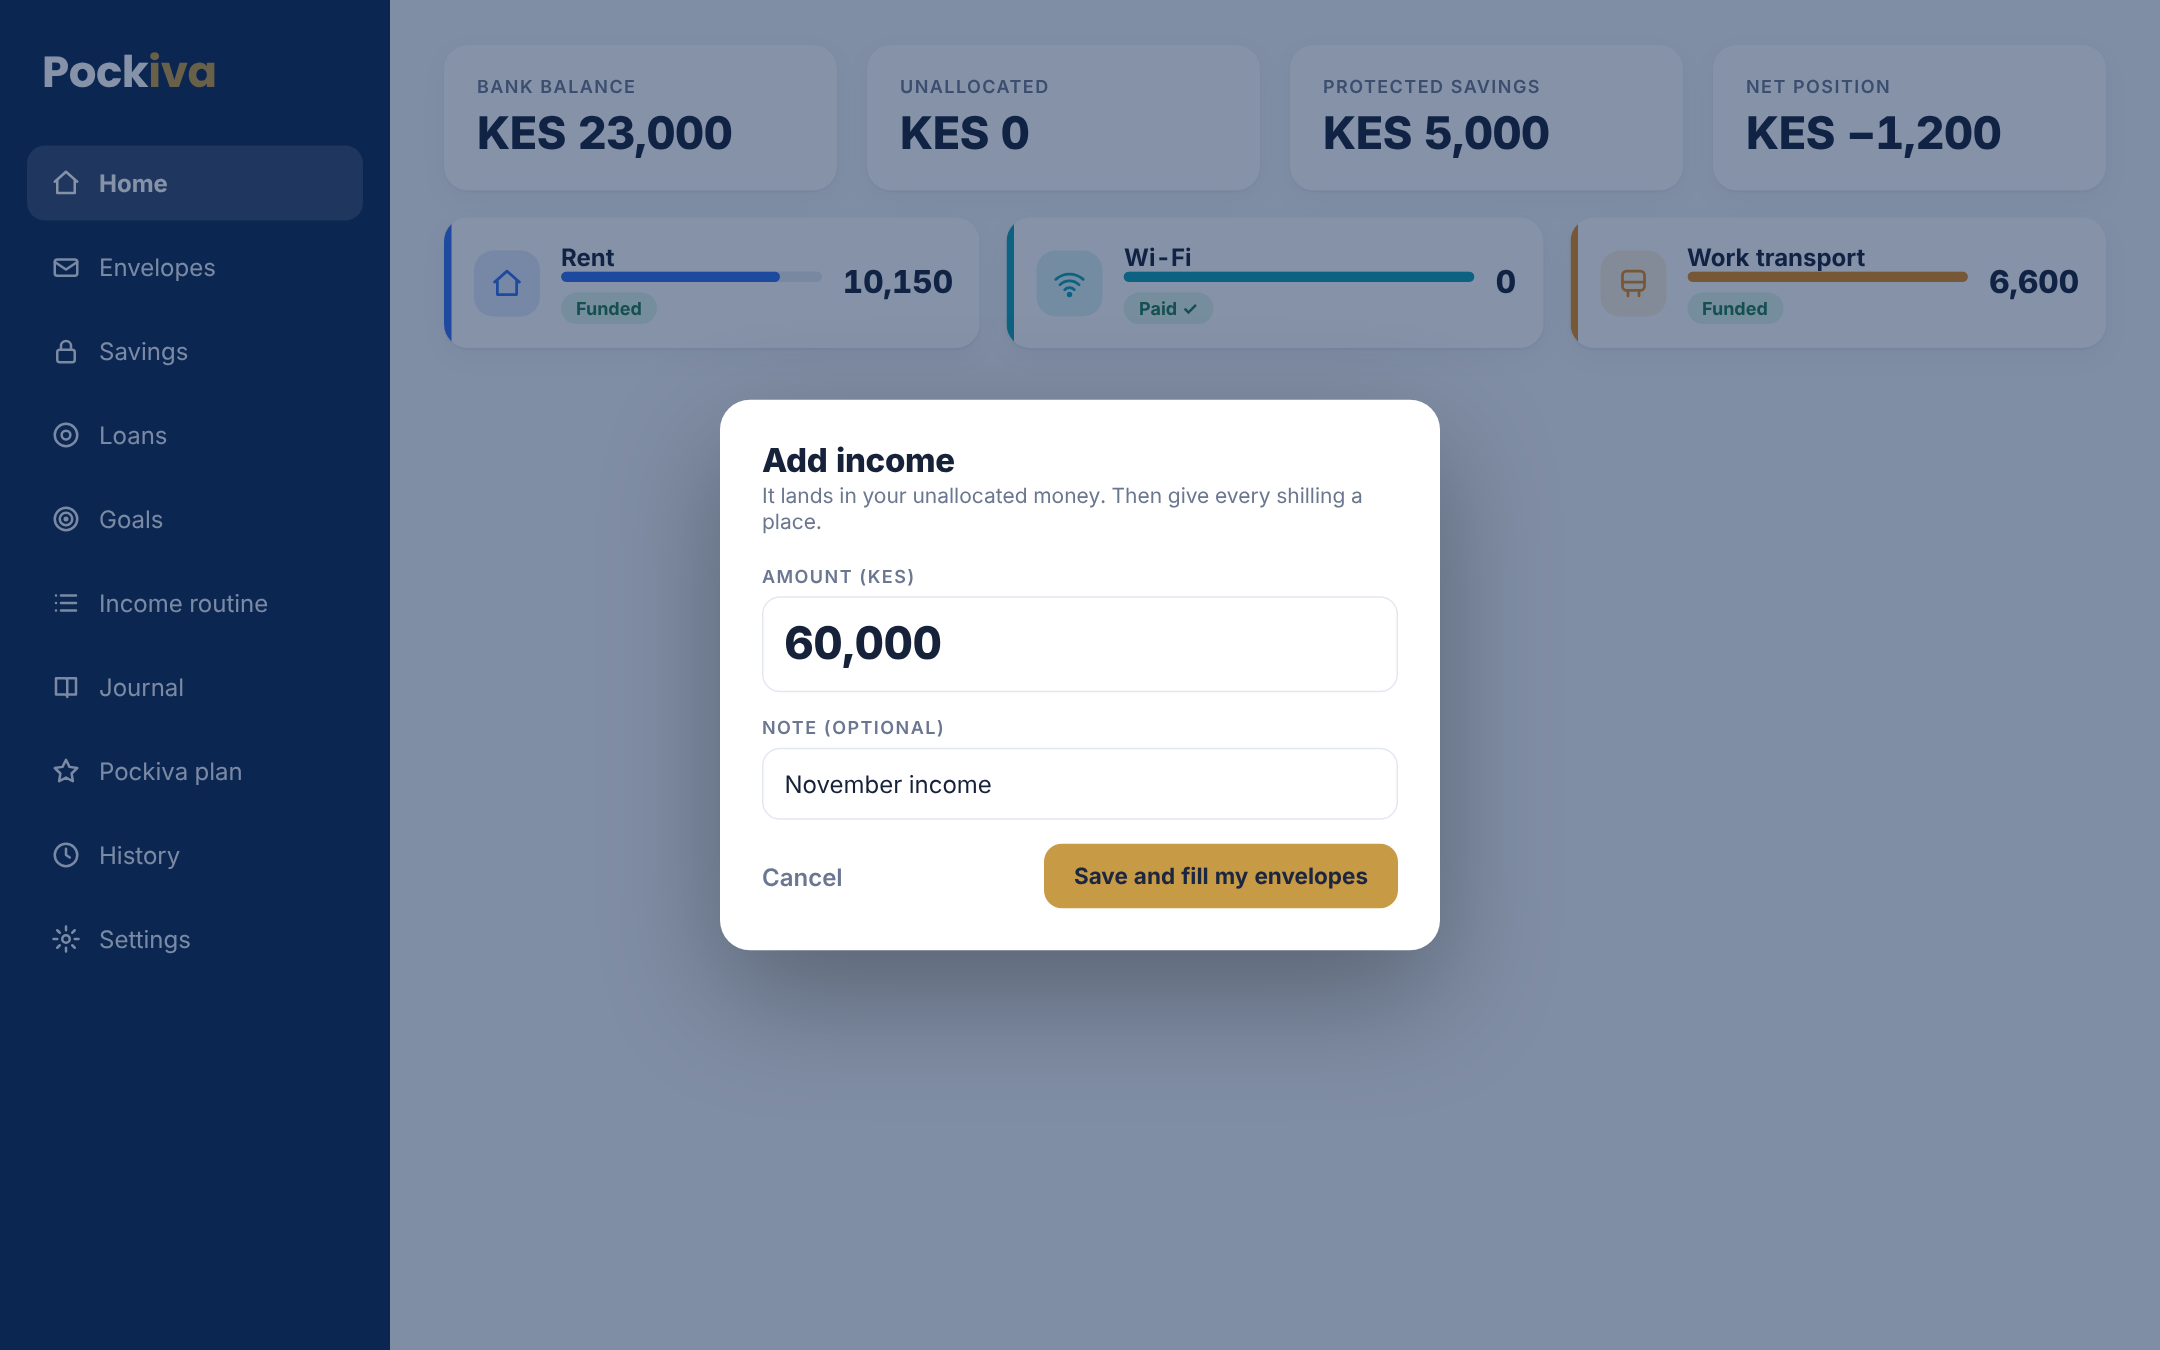 Pockiva
Home
Envelopes
Savings
Loans
Goals
Income routine
Journal
Pockiva plan
History
Settings
BANK BALANCE
KES 23,000
UNALLOCATED
KES 0
PROTECTED SAVINGS
KES 5,000
NET POSITION
KES −1,200
Rent
Funded
10,150
Wi-Fi
Paid ✓
0
Work transport
Funded
6,600
Add income
It lands in your unallocated money. Then give every shilling a
place.
AMOUNT (KES)
60,000
NOTE (OPTIONAL)
November income
Cancel
Save and fill my envelopes